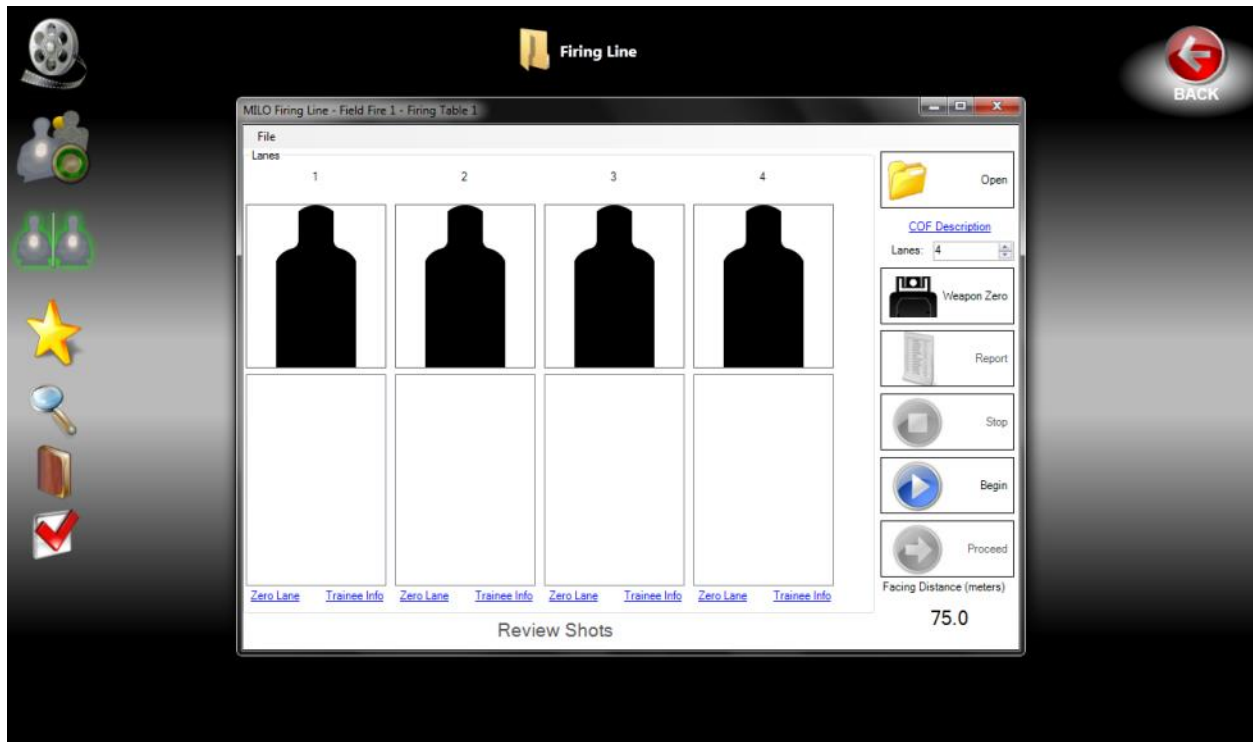 Firing Line
BACK
MILO Firing Line - Field Fire 1 - Firing Table 1
File
Lanes
1 2 3 4
Open
COF Description
Lanes: 4
Weapon Zero
Report
Stop
Begin
Proceed
Zero Lane Trainee Info Zero Lane Trainee Info Zero Lane Trainee Info Zero Lane Trainee Info
Facing Distance (meters)
75.0
Review Shots